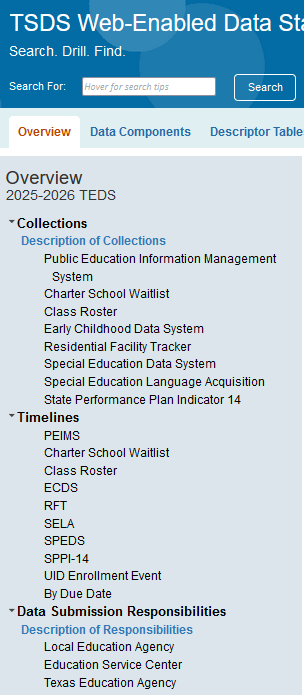 TSDS Web-Enabled Data Sta
Search. Drill. Find.
Search For:
Hover for search tips
Search
Overview
Data Components
Descriptor Table
Overview
2025-2026 TEDS
Collections
Description of Collections
Public Education Information Management
System
Charter School Waitlist
Class Roster
Early Childhood Data System
Residential Facility Tracker
Special Education Data System
Special Education Language Acquisition
State Performance Plan Indicator 14
Timelines
PEIMS
Charter School Waitlist
Class Roster
ECDS
RFT
SELA
SPEDS
SPPI-14
UID Enrollment Event
By Due Date
Data Submission Responsibilities
Description of Responsibilities
Local Education Agency
Education Service Center
Texas Education Agency